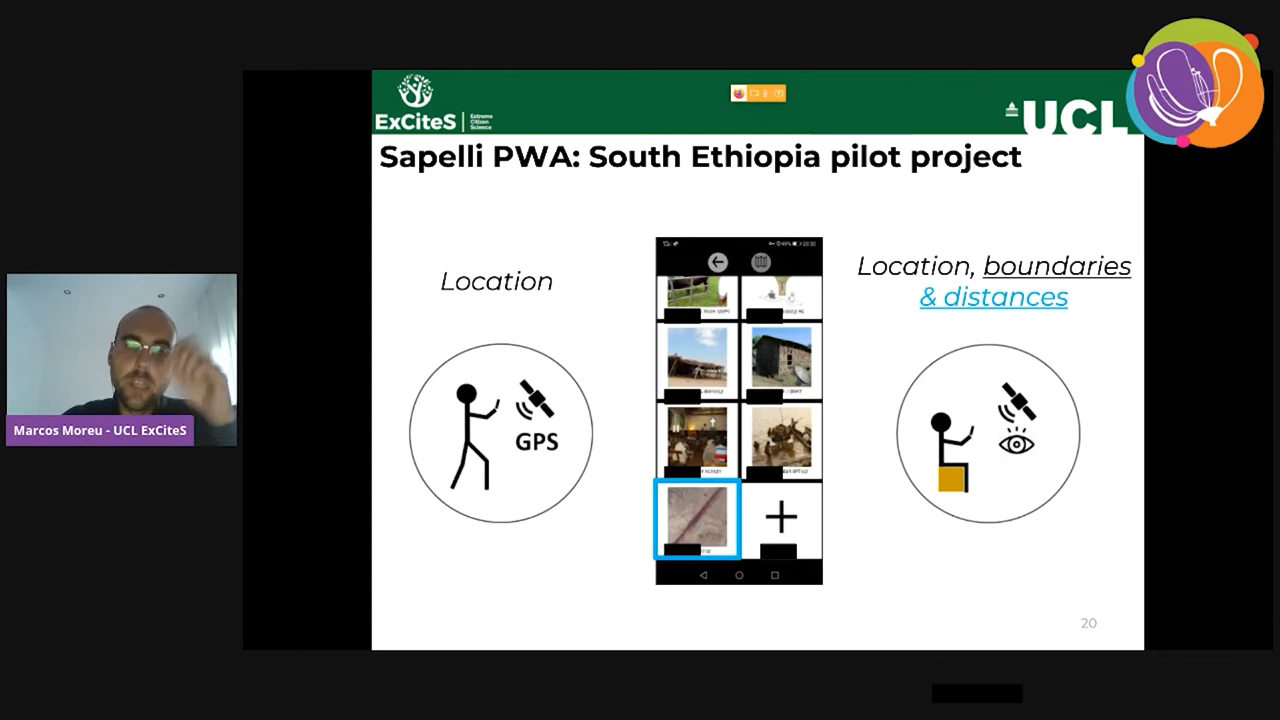 ExCiteS
Extreme
Citizen
Science
UCL
Sapelli PWA: South Ethiopia pilot project
Location
Location, boundaries
& distances
GPS
Marcos Moreu - UCL ExCiteS
20